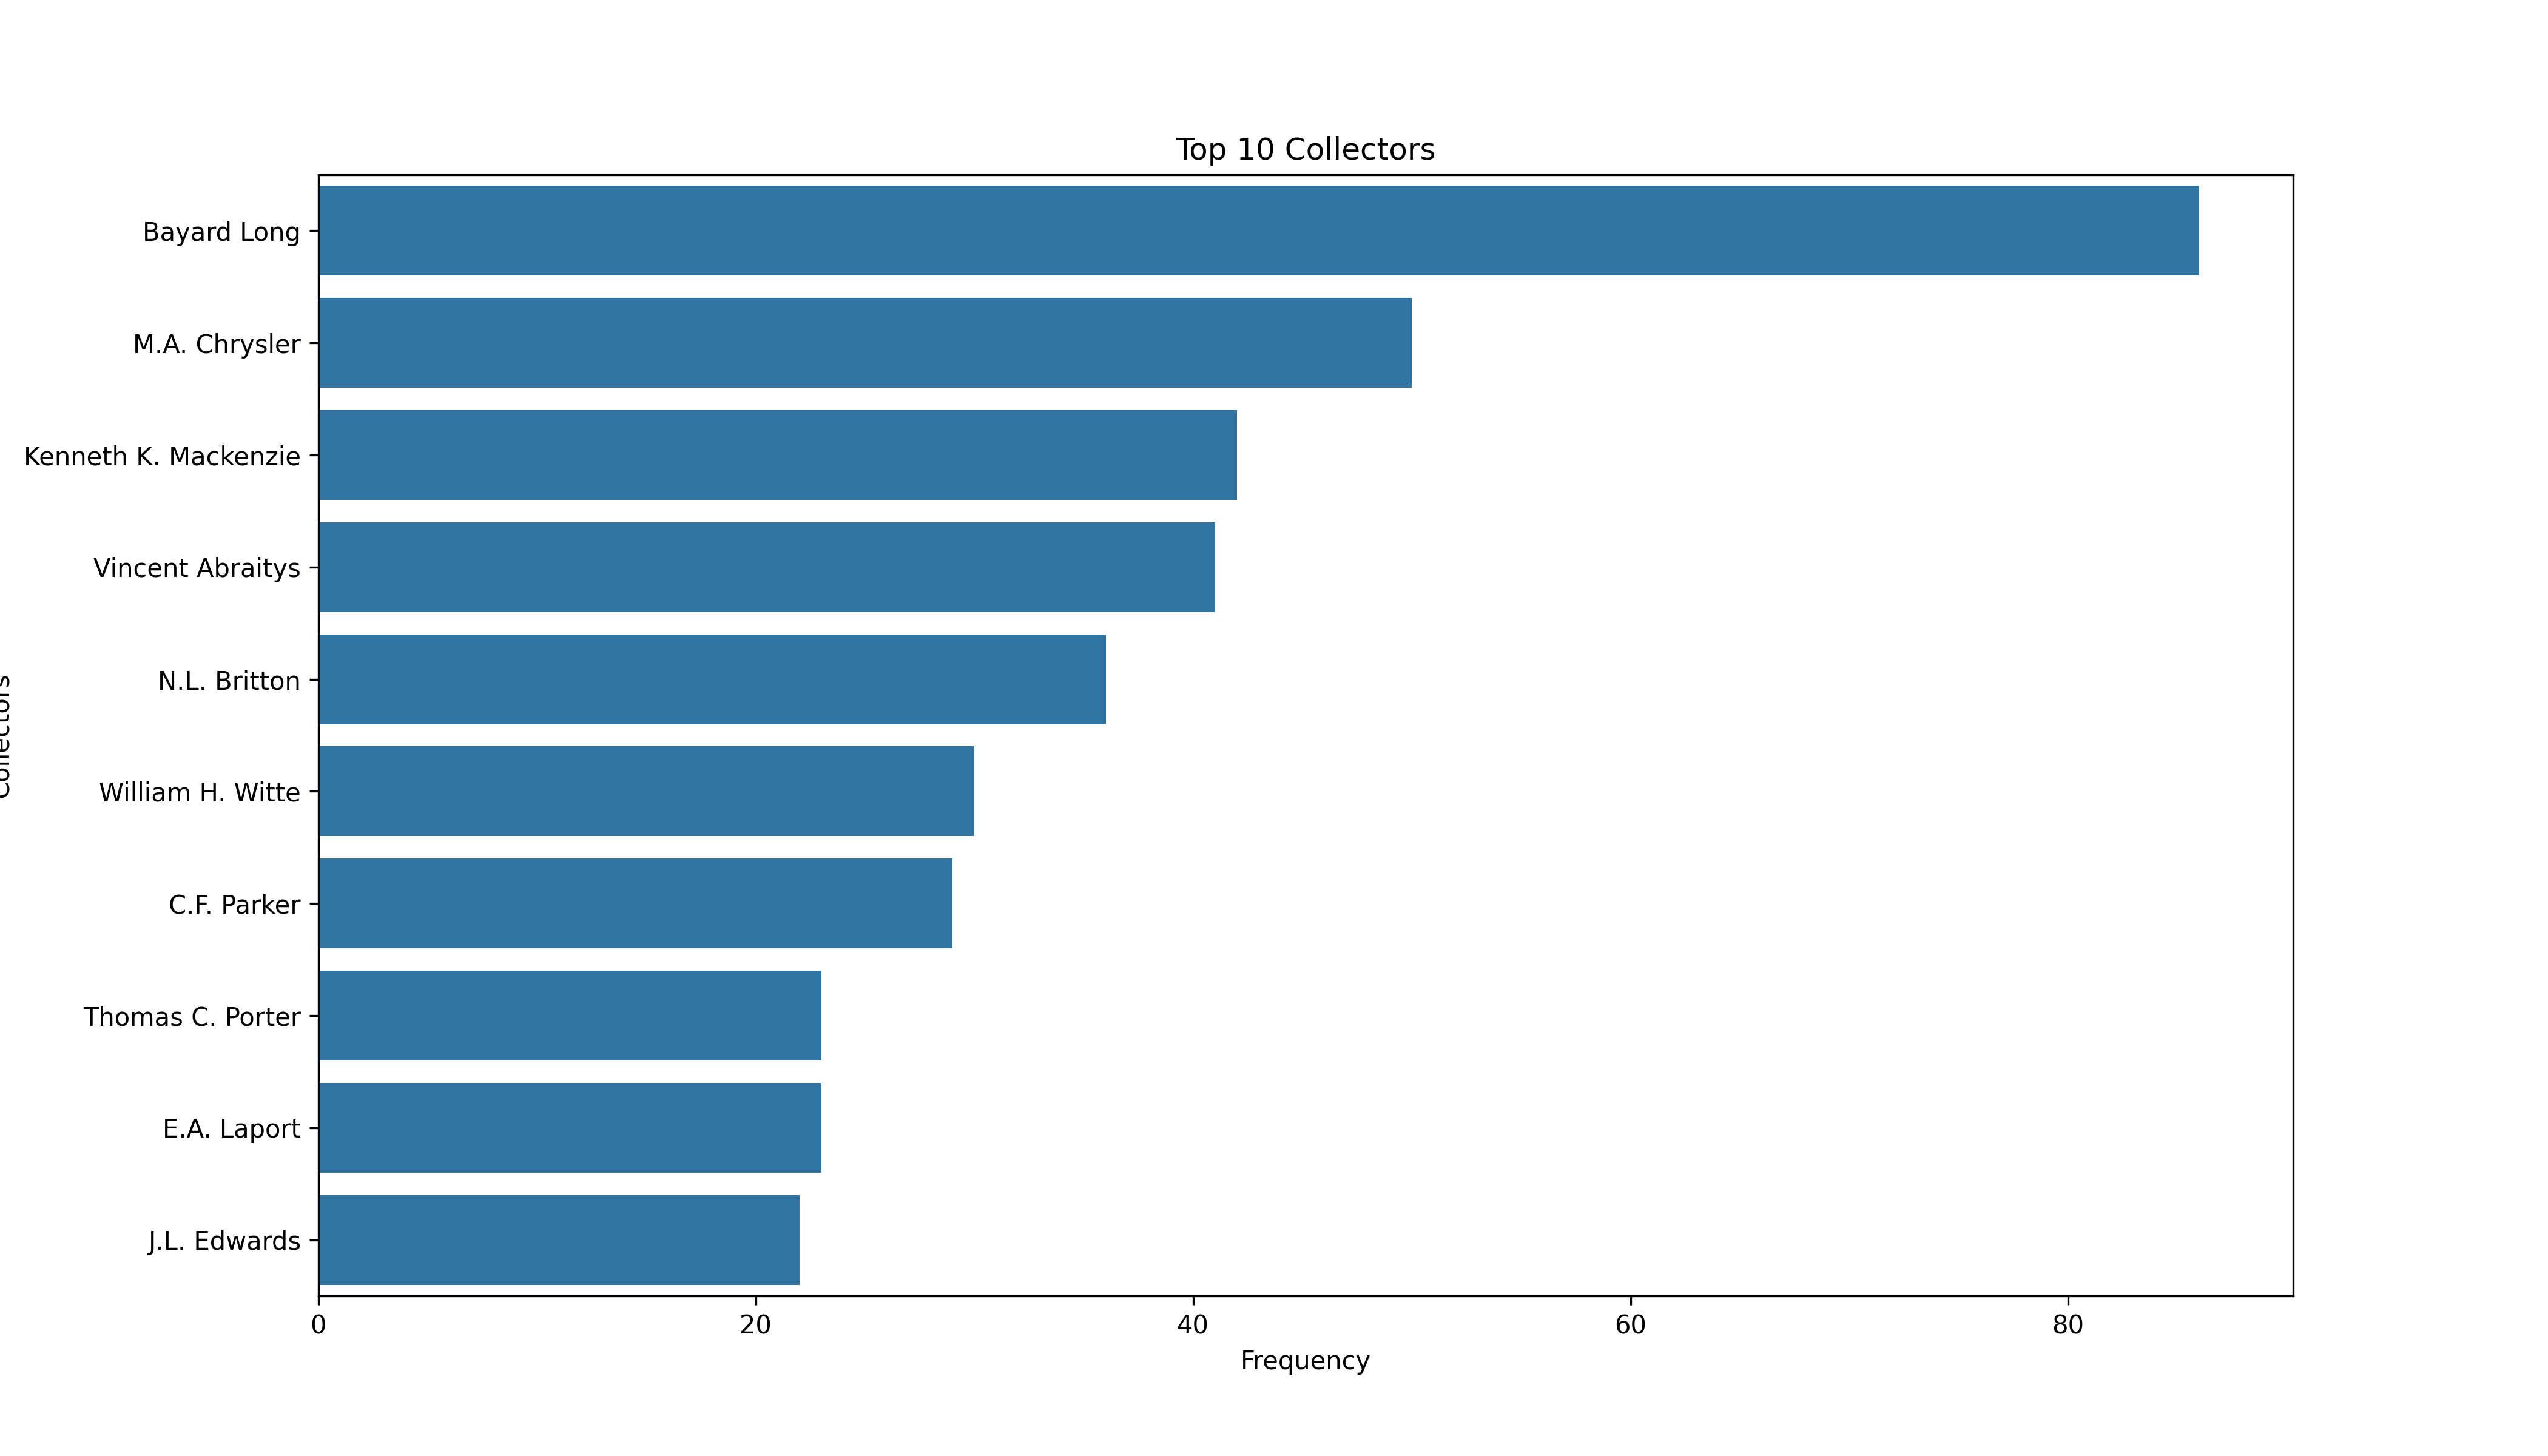 Top 10 Collectors
Bayard Long
M.A. Chrysler
Kenneth K. Mackenzie
Vincent Abraitys
N.L. Britton
William H. Witte
C.F. Parker
Thomas C. Porter
E.A. Laport
J.L. Edwards
Collectors
0 20 40 60 80
Frequency